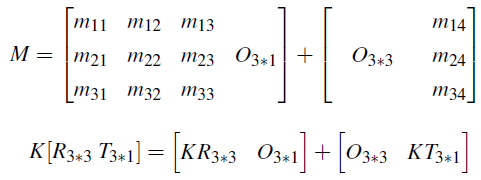 M = [m11 m12 m13 m21 m22 m23 O3*1 m31 m32 m33] + [m14 O3*3 m24 m34]
K[R3*3 T3*1] = [KR3*3 O3*1] + [O3*3 KT3*1]